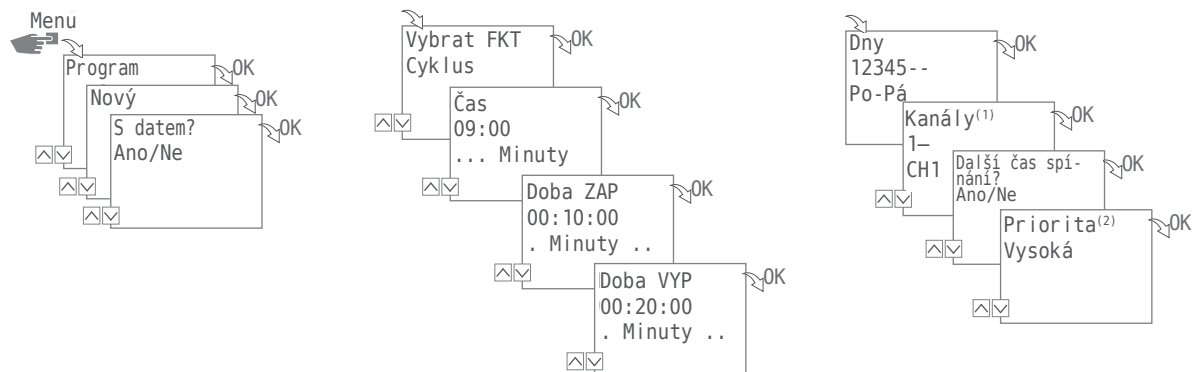 Menu
Program
OK
Nový
OK
S datem?
Ano/Ne
OK
Vybrat FKT
Cyklus
OK
Čas
09:00
... Minuty
OK
Doba ZAP
00:10:00
. Minuty ..
OK
Doba VYP
00:20:00
. Minuty ..
OK
Dny
12345--
Po-Pá
OK
Kanály(1)
1–
CH1
OK
Další čas spí-
nání?
Ano/Ne
OK
Priorita(2)
Vysoká
OK